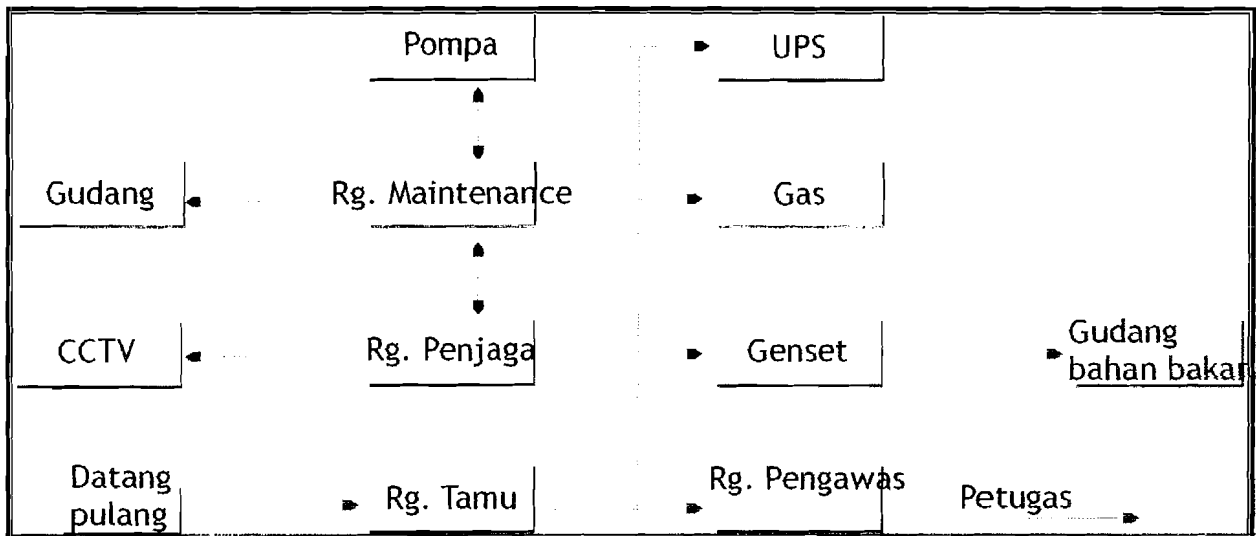 Pompa
UPS
Gudang
Rg. Maintenance
Gas
CCTV
Rg. Penjaga
Genset
Gudang
bahan bakar
Datang
pulang
Rg. Tamu
Rg. Pengawas
Petugas